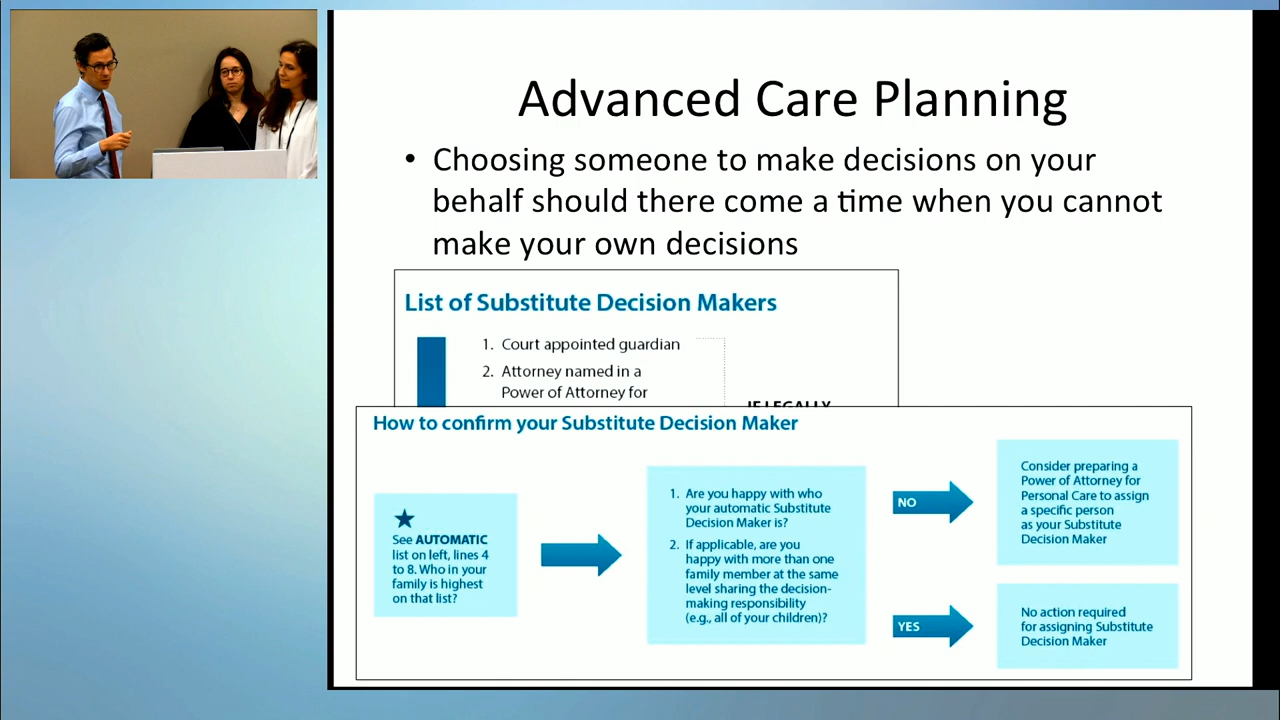 Advanced Care Planning
• Choosing someone to make decisions on your
behalf should there come a time when you cannot
make your own decisions
List of Substitute Decision Makers
1. Court appointed guardian
2. Attorney named in a
Power of Attorney for
IF LEGALLY
How to confirm your Substitute Decision Maker
See AUTOMATIC
list on left, lines 4
to 8. Who in your
family is highest
on that list?
1. Are you happy with who
your automatic Substitute
Decision Maker is?
2. If applicable, are you
happy with more than one
family member at the same
level sharing the decision-
making responsibility
(e.g., all of your children)?
NO
Consider preparing a
Power of Attorney for
Personal Care to assign
a specific person
as your Substitute
Decision Maker
YES
No action required
for assigning Substitute
Decision Maker